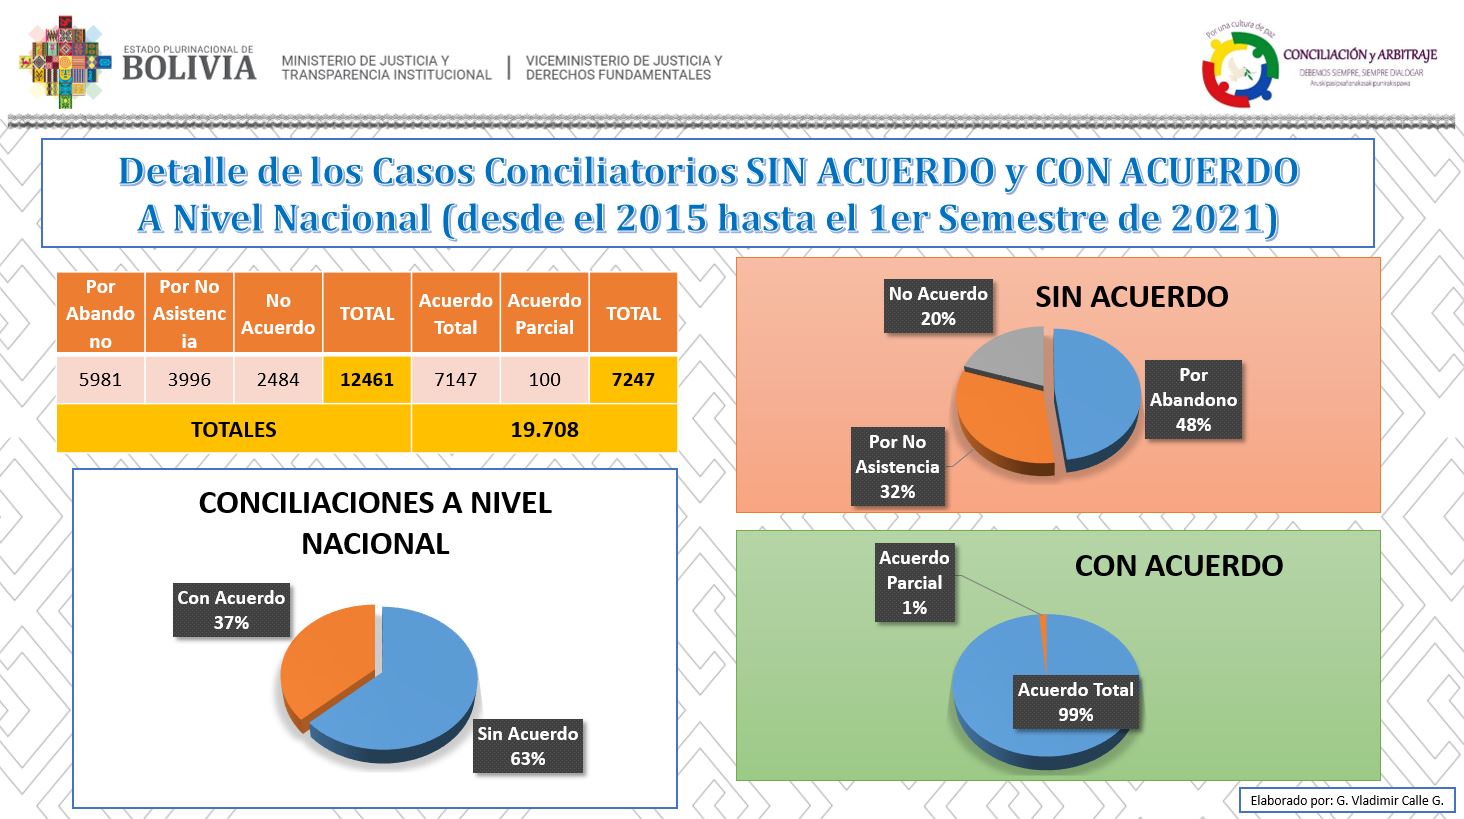 ESTADO PLURINACIONAL DE
BOLIVIA
MINISTERIO DE JUSTICIA Y
TRANSPARENCIA INSTITUCIONAL
VICEMINISTERIO DE JUSTICIA Y
DERECHOS FUNDAMENTALES
Por una cultura de paz
CONCILIACIÓN y ARBITRAJE
DEBEMOS SIEMPRE, SIEMPRE DIALOGAR
Detalle de los Casos Conciliatorios SIN ACUERDO y CON ACUERDO
A Nivel Nacional (desde el 2015 hasta el 1er Semestre de 2021)
Por
Abando
no
Por No
Asistenc
ia
No
Acuerdo
TOTAL
Acuerdo
Total
Acuerdo
Parcial
TOTAL
5981 3996 2484 12461 7147 100 7247
TOTALES 19.708
CONCILIACIONES A NIVEL
NACIONAL
Con Acuerdo
37%
Sin Acuerdo
63%
SIN ACUERDO
No Acuerdo
20%
Por
Abandono
48%
Por No
Asistencia
32%
CON ACUERDO
Acuerdo
Parcial
1%
Acuerdo Total
99%
Elaborado por: G. Vladimir Calle G.